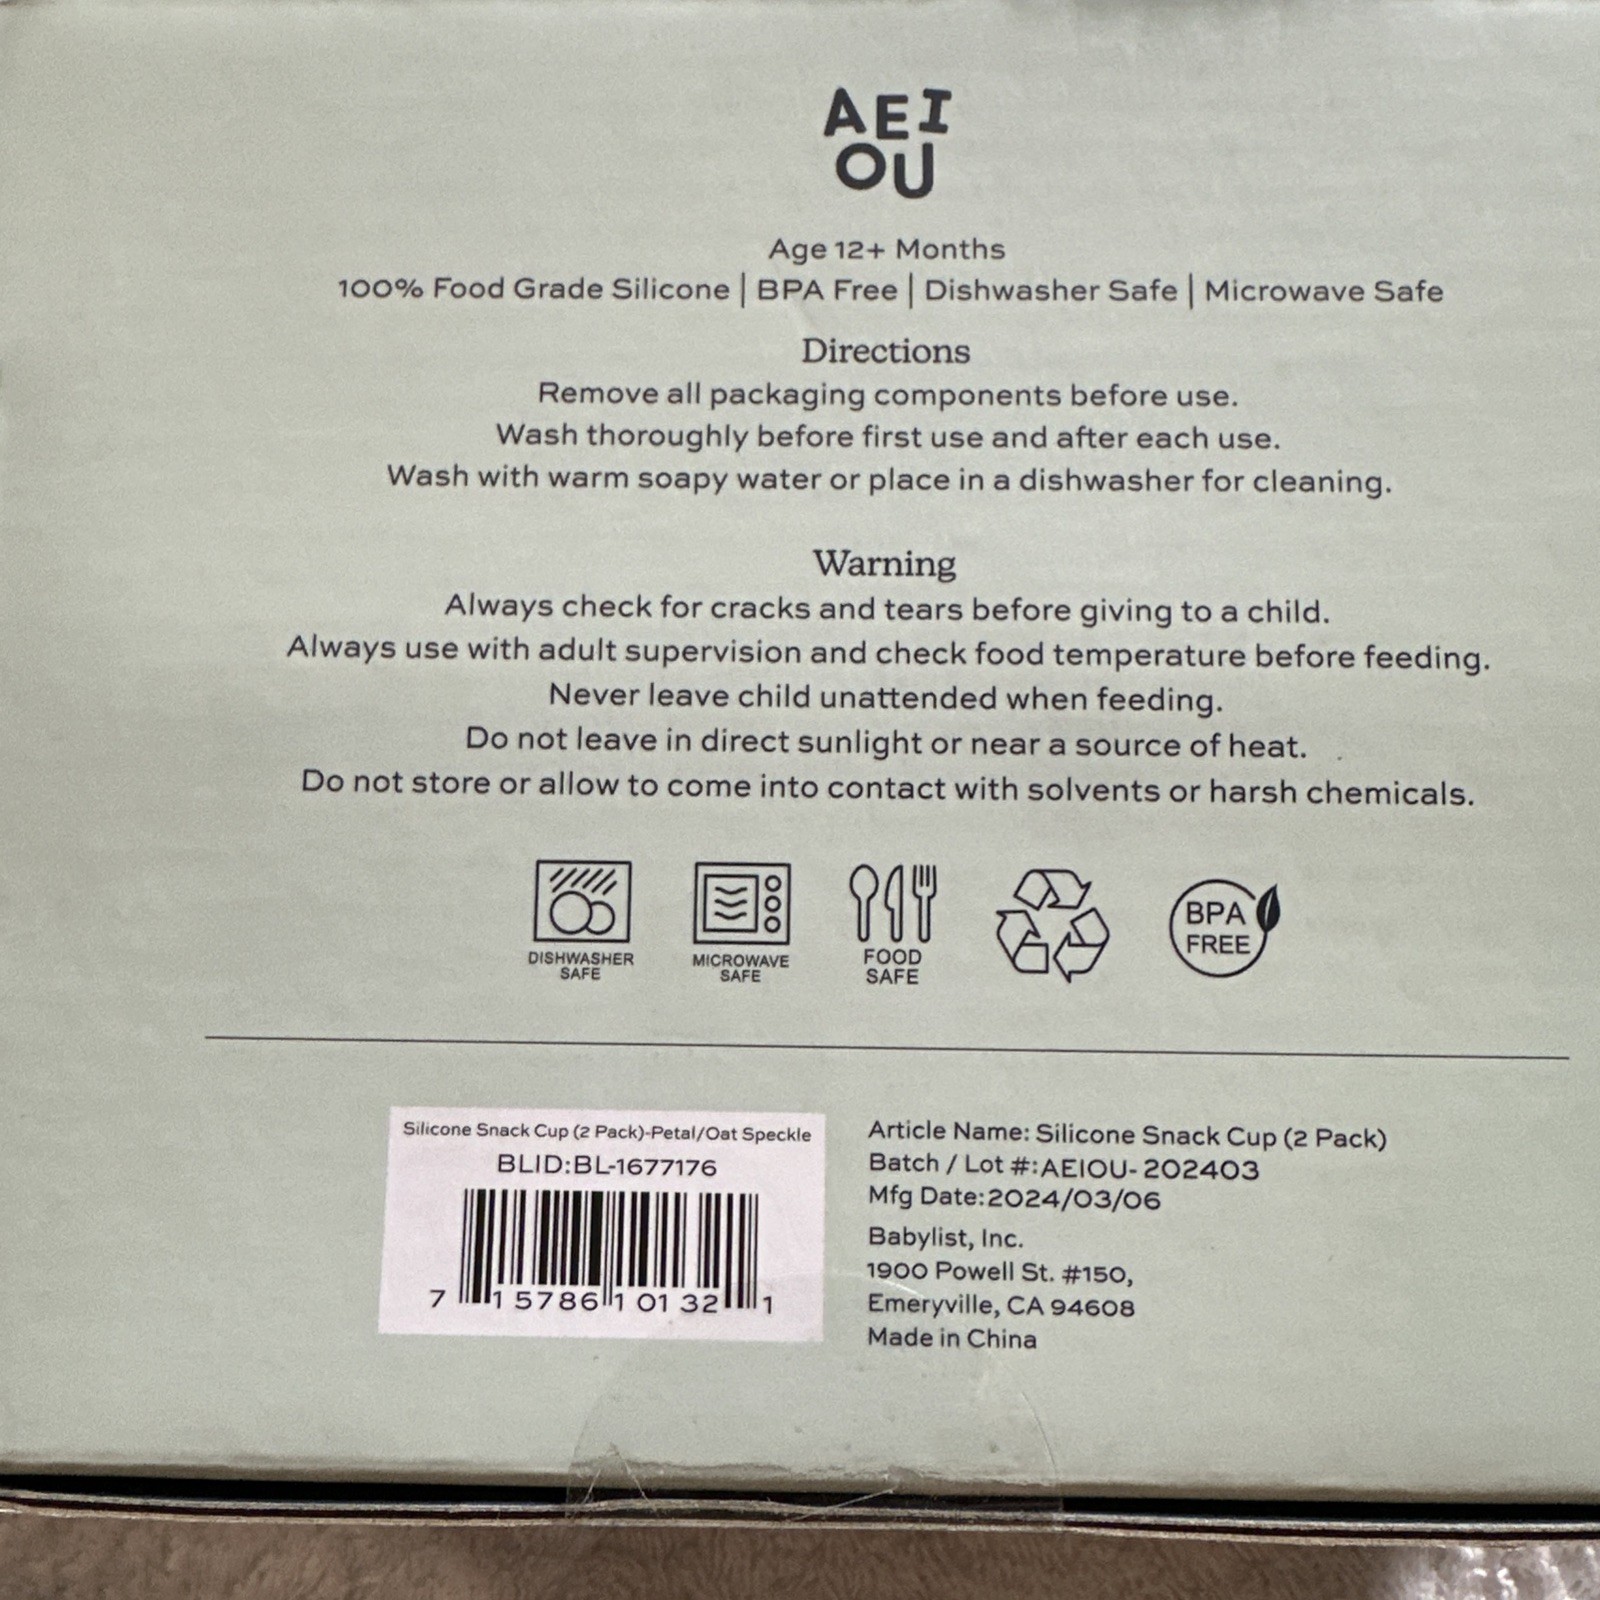 AEI
OU
Age 12+ Months
100% Food Grade Silicone | BPA Free | Dishwasher Safe | Microwave Safe
Directions
Remove all packaging components before use.
Wash thoroughly before first use and after each use.
Wash with warm soapy water or place in a dishwasher for cleaning.
Warning
Always check for cracks and tears before giving to a child.
Always use with adult supervision and check food temperature before feeding.
Never leave child unattended when feeding.
Do not leave in direct sunlight or near a source of heat.
Do not store or allow to come into contact with solvents or harsh chemicals.
DISHWASHER
SAFE
MICROWAVE
SAFE
FOOD
SAFE
BPA
FREE
Silicone Snack Cup (2 Pack)-Petal/Oat Speckle
BLID:BL-1677176
7 15786 10132 1
Article Name: Silicone Snack Cup (2 Pack)
Batch / Lot #:AEIOU- 202403
Mfg Date:2024/03/06
Babylist, Inc.
1900 Powell St. #150,
Emeryville, CA 94608
Made in China